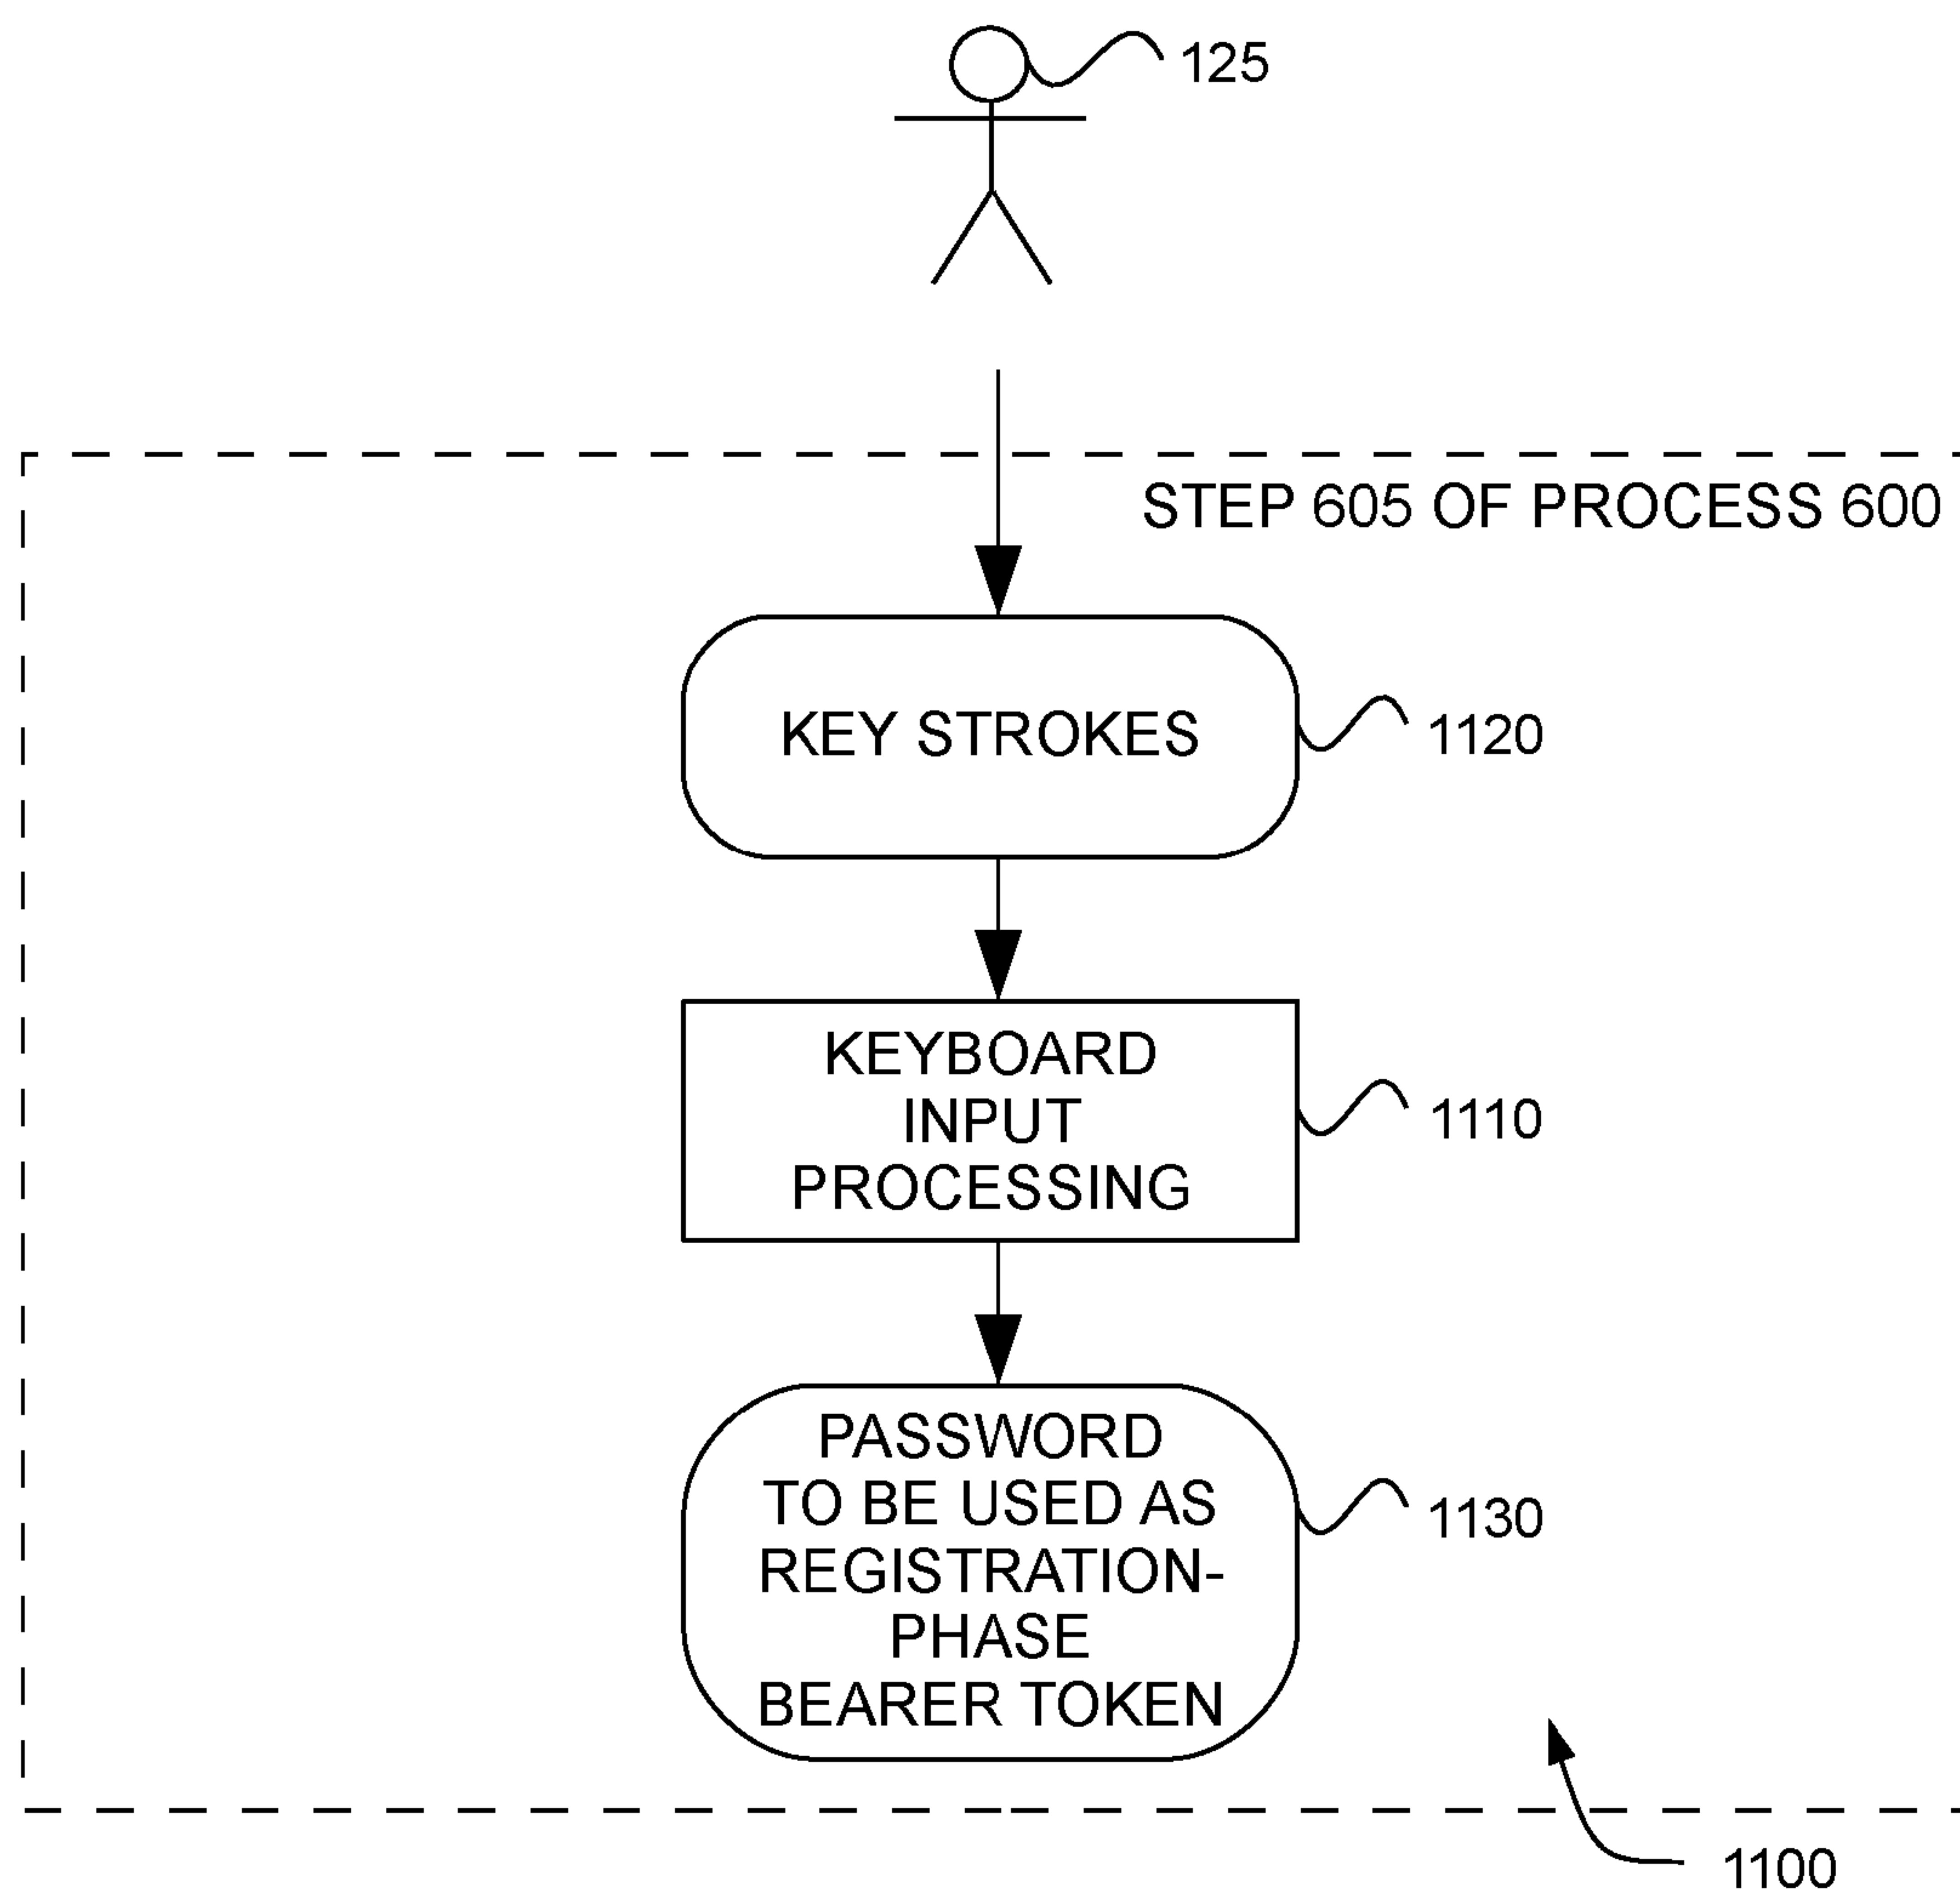 125
STEP 605 OF PROCESS 600
KEY STROKES
1120
KEYBOARD
INPUT
PROCESSING
1110
PASSWORD
TO BE USED AS
REGISTRATION-
PHASE
BEARER TOKEN
1130
1100